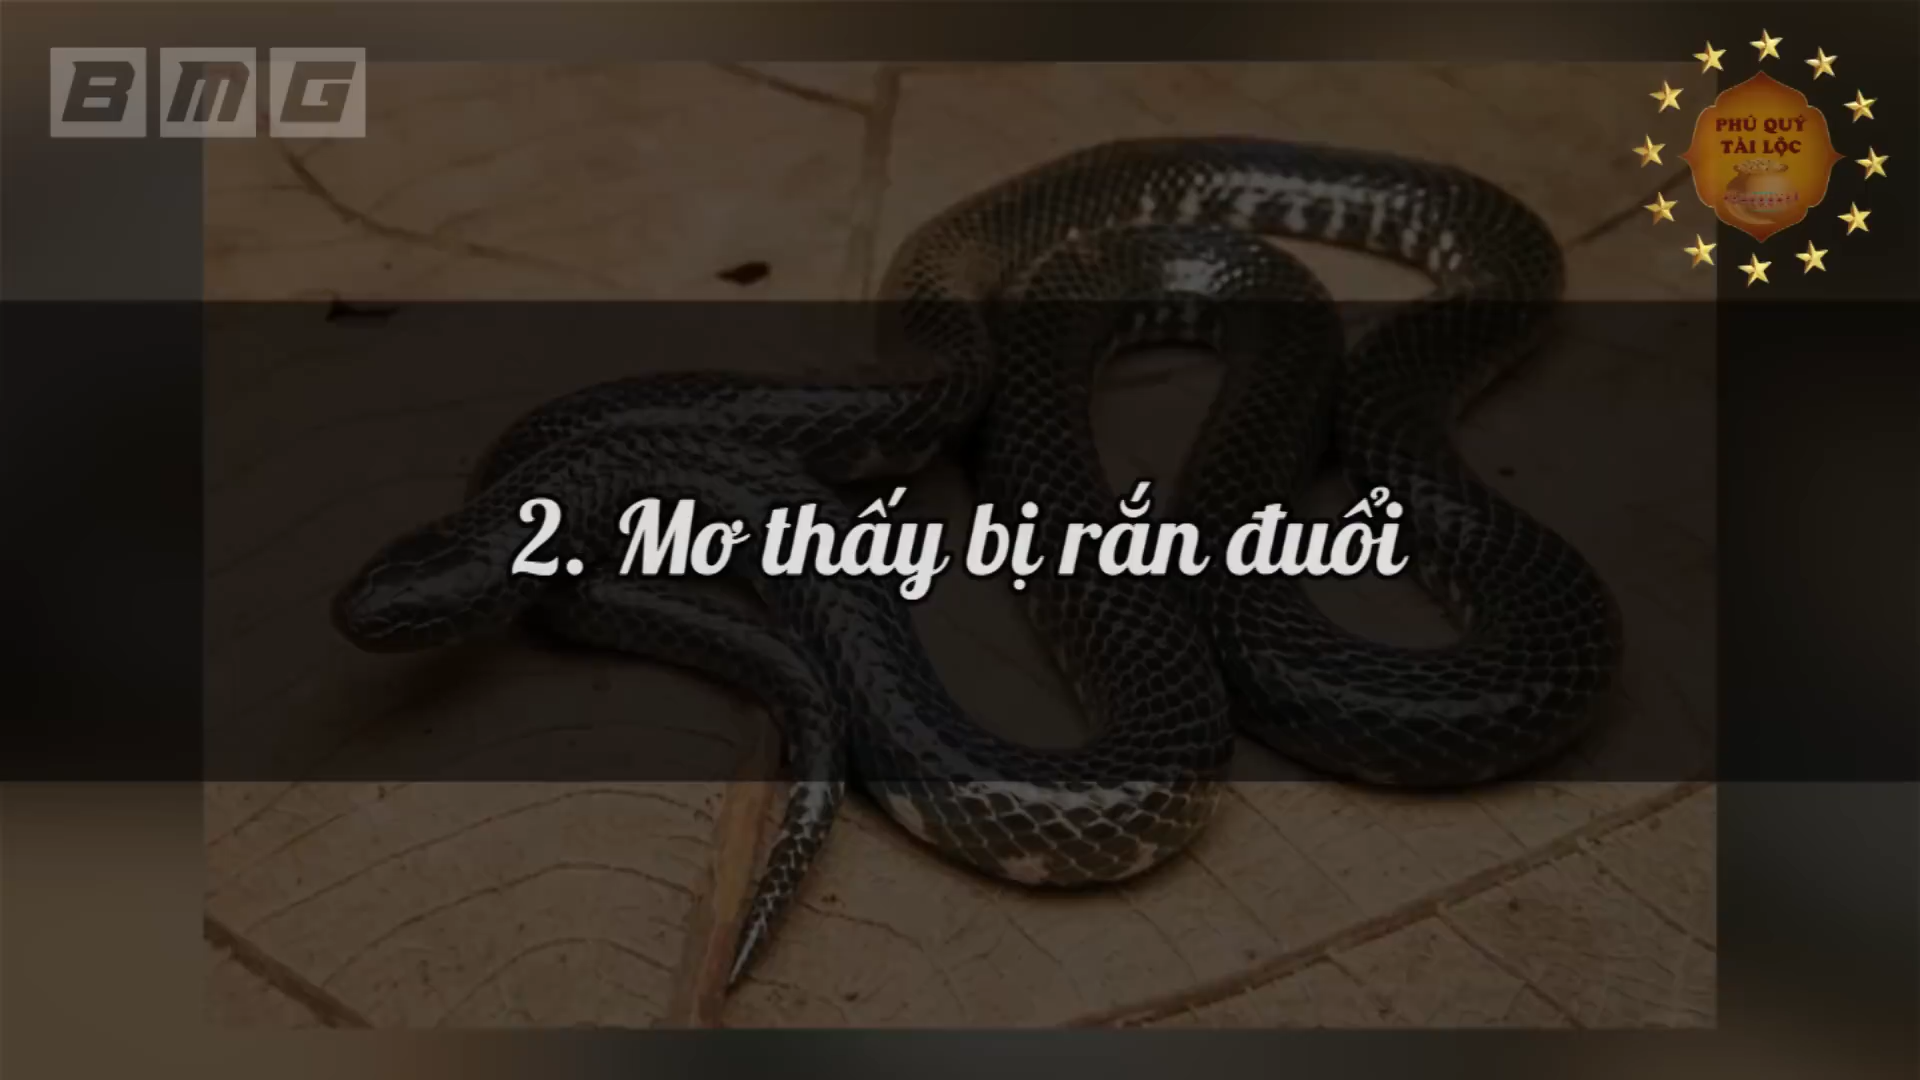 BMG
PHÚ QUÝ
TÀI LỘC
2. Mơ thấy bị rắn đuổi